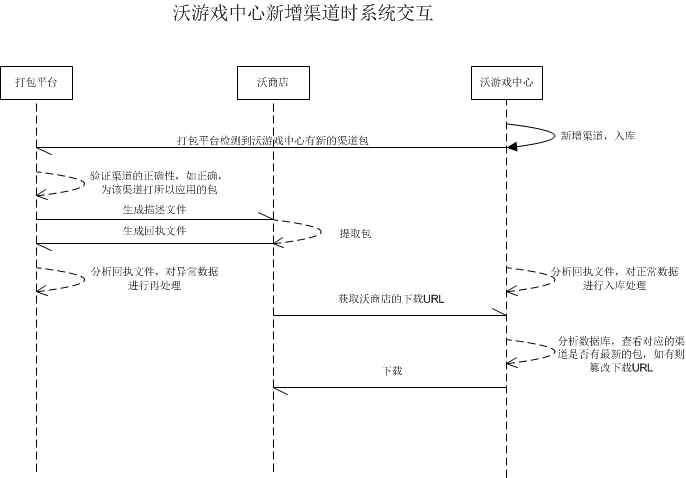 沃游戏中心新增渠道时系统交互
打包平台
沃商店
沃游戏中心
新增渠道，入库
打包平台检测到沃游戏中心有新的渠道包
验证渠道的正确性，如正确，
为该渠道打所以应用的包
生成描述文件
生成回执文件
提取包
分析回执文件，对异常数据
进行再处理
分析回执文件，对正常数据
进行入库处理
获取沃商店的下载URL
分析数据库，查看对应的渠
道是否有最新的包，如有则
篡改下载URL
下载